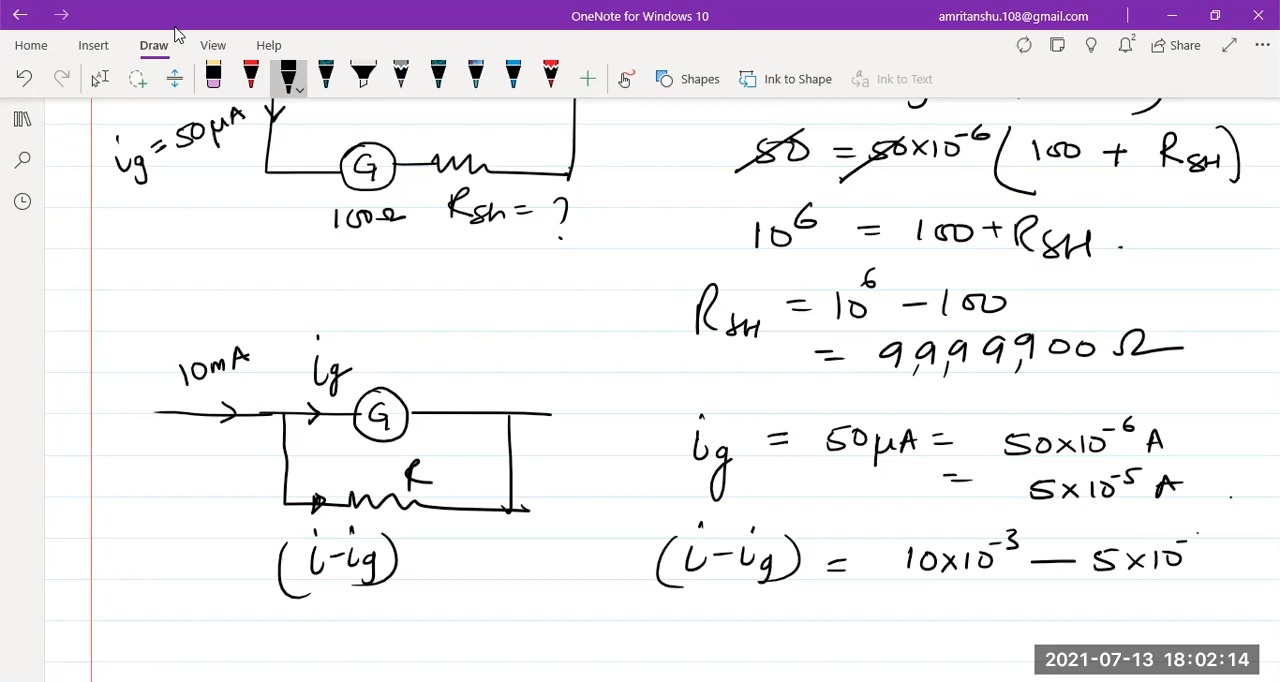 OneNote for Windows 10
amritanshu.108@gmail.com
Home Insert Draw View Help
Share
Shapes
Ink to Shape
Ink to Text
ig = 50μA
G
100Ω
RSh = ?
50 = 50×10⁻⁶ (100 + RSH)
10⁶ = 100 + RSH.
RSH = 10⁶ − 100
= 9,9,9,9,900 Ω
10mA
ig
G
R
(i−ig)
ig = 50μA = 50×10⁻⁶ A
= 5×10⁻⁵ A
(i−ig) = 10×10⁻³ — 5×10⁻
2021-07-13 18:02:14